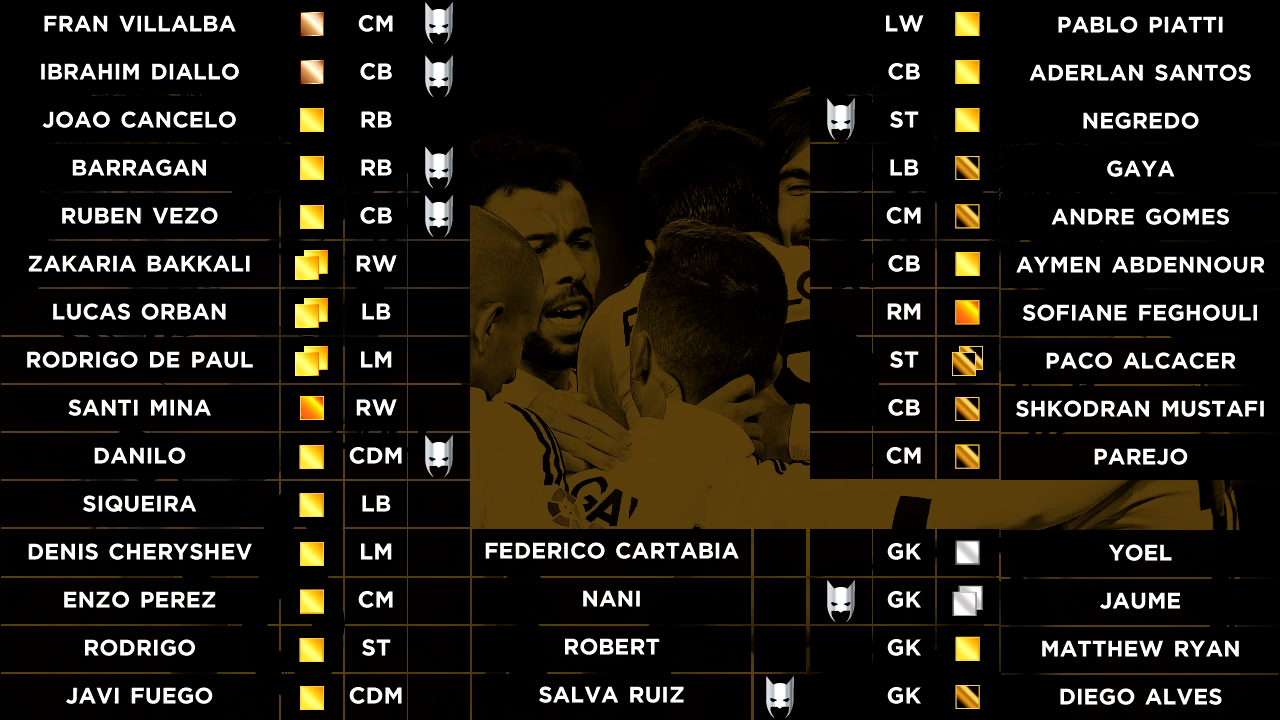 FRAN VILLALBA CM
IBRAHIM DIALLO CB
JOAO CANCELO RB
BARRAGAN RB
RUBEN VEZO CB
ZAKARIA BAKKALI RW
LUCAS ORBAN LB
RODRIGO DE PAUL LM
SANTI MINA RW
DANILO CDM
SIQUEIRA LB
DENIS CHERYSHEV LM
ENZO PEREZ CM
RODRIGO ST
JAVI FUEGO CDM
FEDERICO CARTABIA
NANI
ROBERT
SALVA RUIZ
LW PABLO PIATTI
CB ADERLAN SANTOS
ST NEGREDO
LB GAYA
CM ANDRE GOMES
CB AYMEN ABDENNOUR
RM SOFIANE FEGHOULI
ST PACO ALCACER
CB SHKODRAN MUSTAFI
CM PAREJO
GK YOEL
GK JAUME
GK MATTHEW RYAN
GK DIEGO ALVES